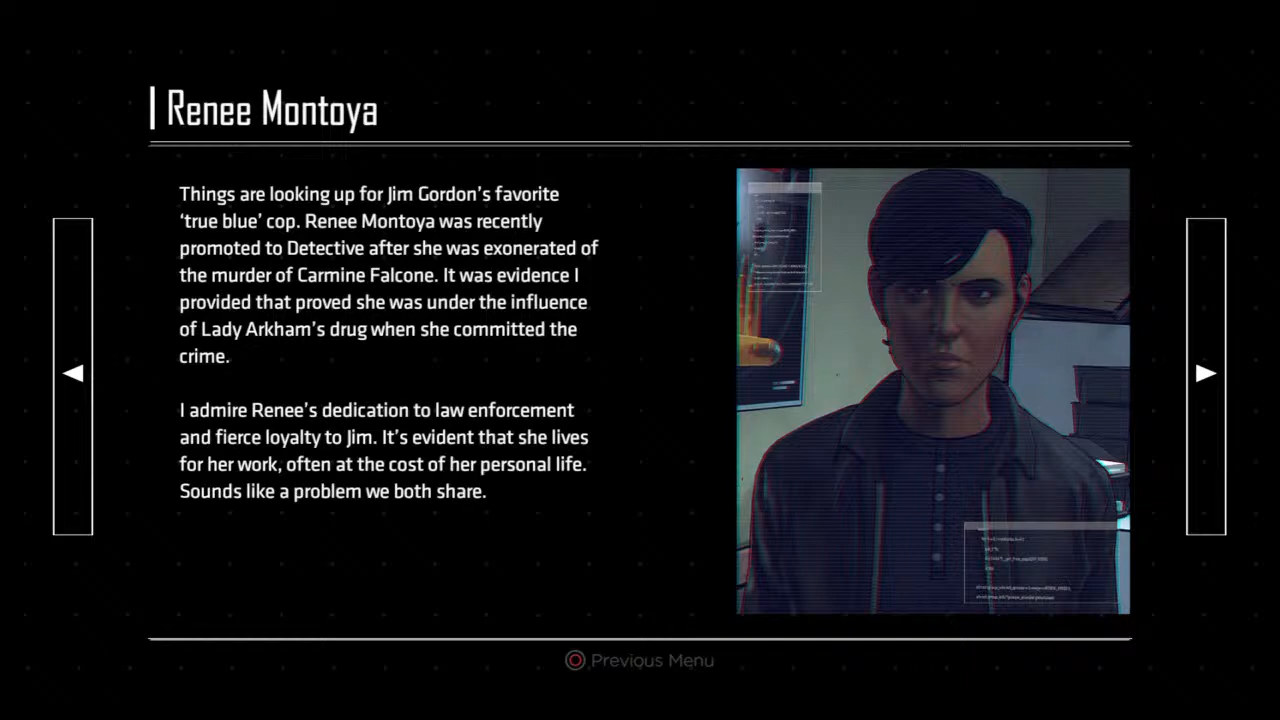 Renee Montoya
Things are looking up for Jim Gordon's favorite
'true blue' cop. Renee Montoya was recently
promoted to Detective after she was exonerated of
the murder of Carmine Falcone. It was evidence I
provided that proved she was under the influence
of Lady Arkham's drug when she committed the
crime.
I admire Renee's dedication to law enforcement
and fierce loyalty to Jim. It's evident that she lives
for her work, often at the cost of her personal life.
Sounds like a problem we both share.
Previous Menu